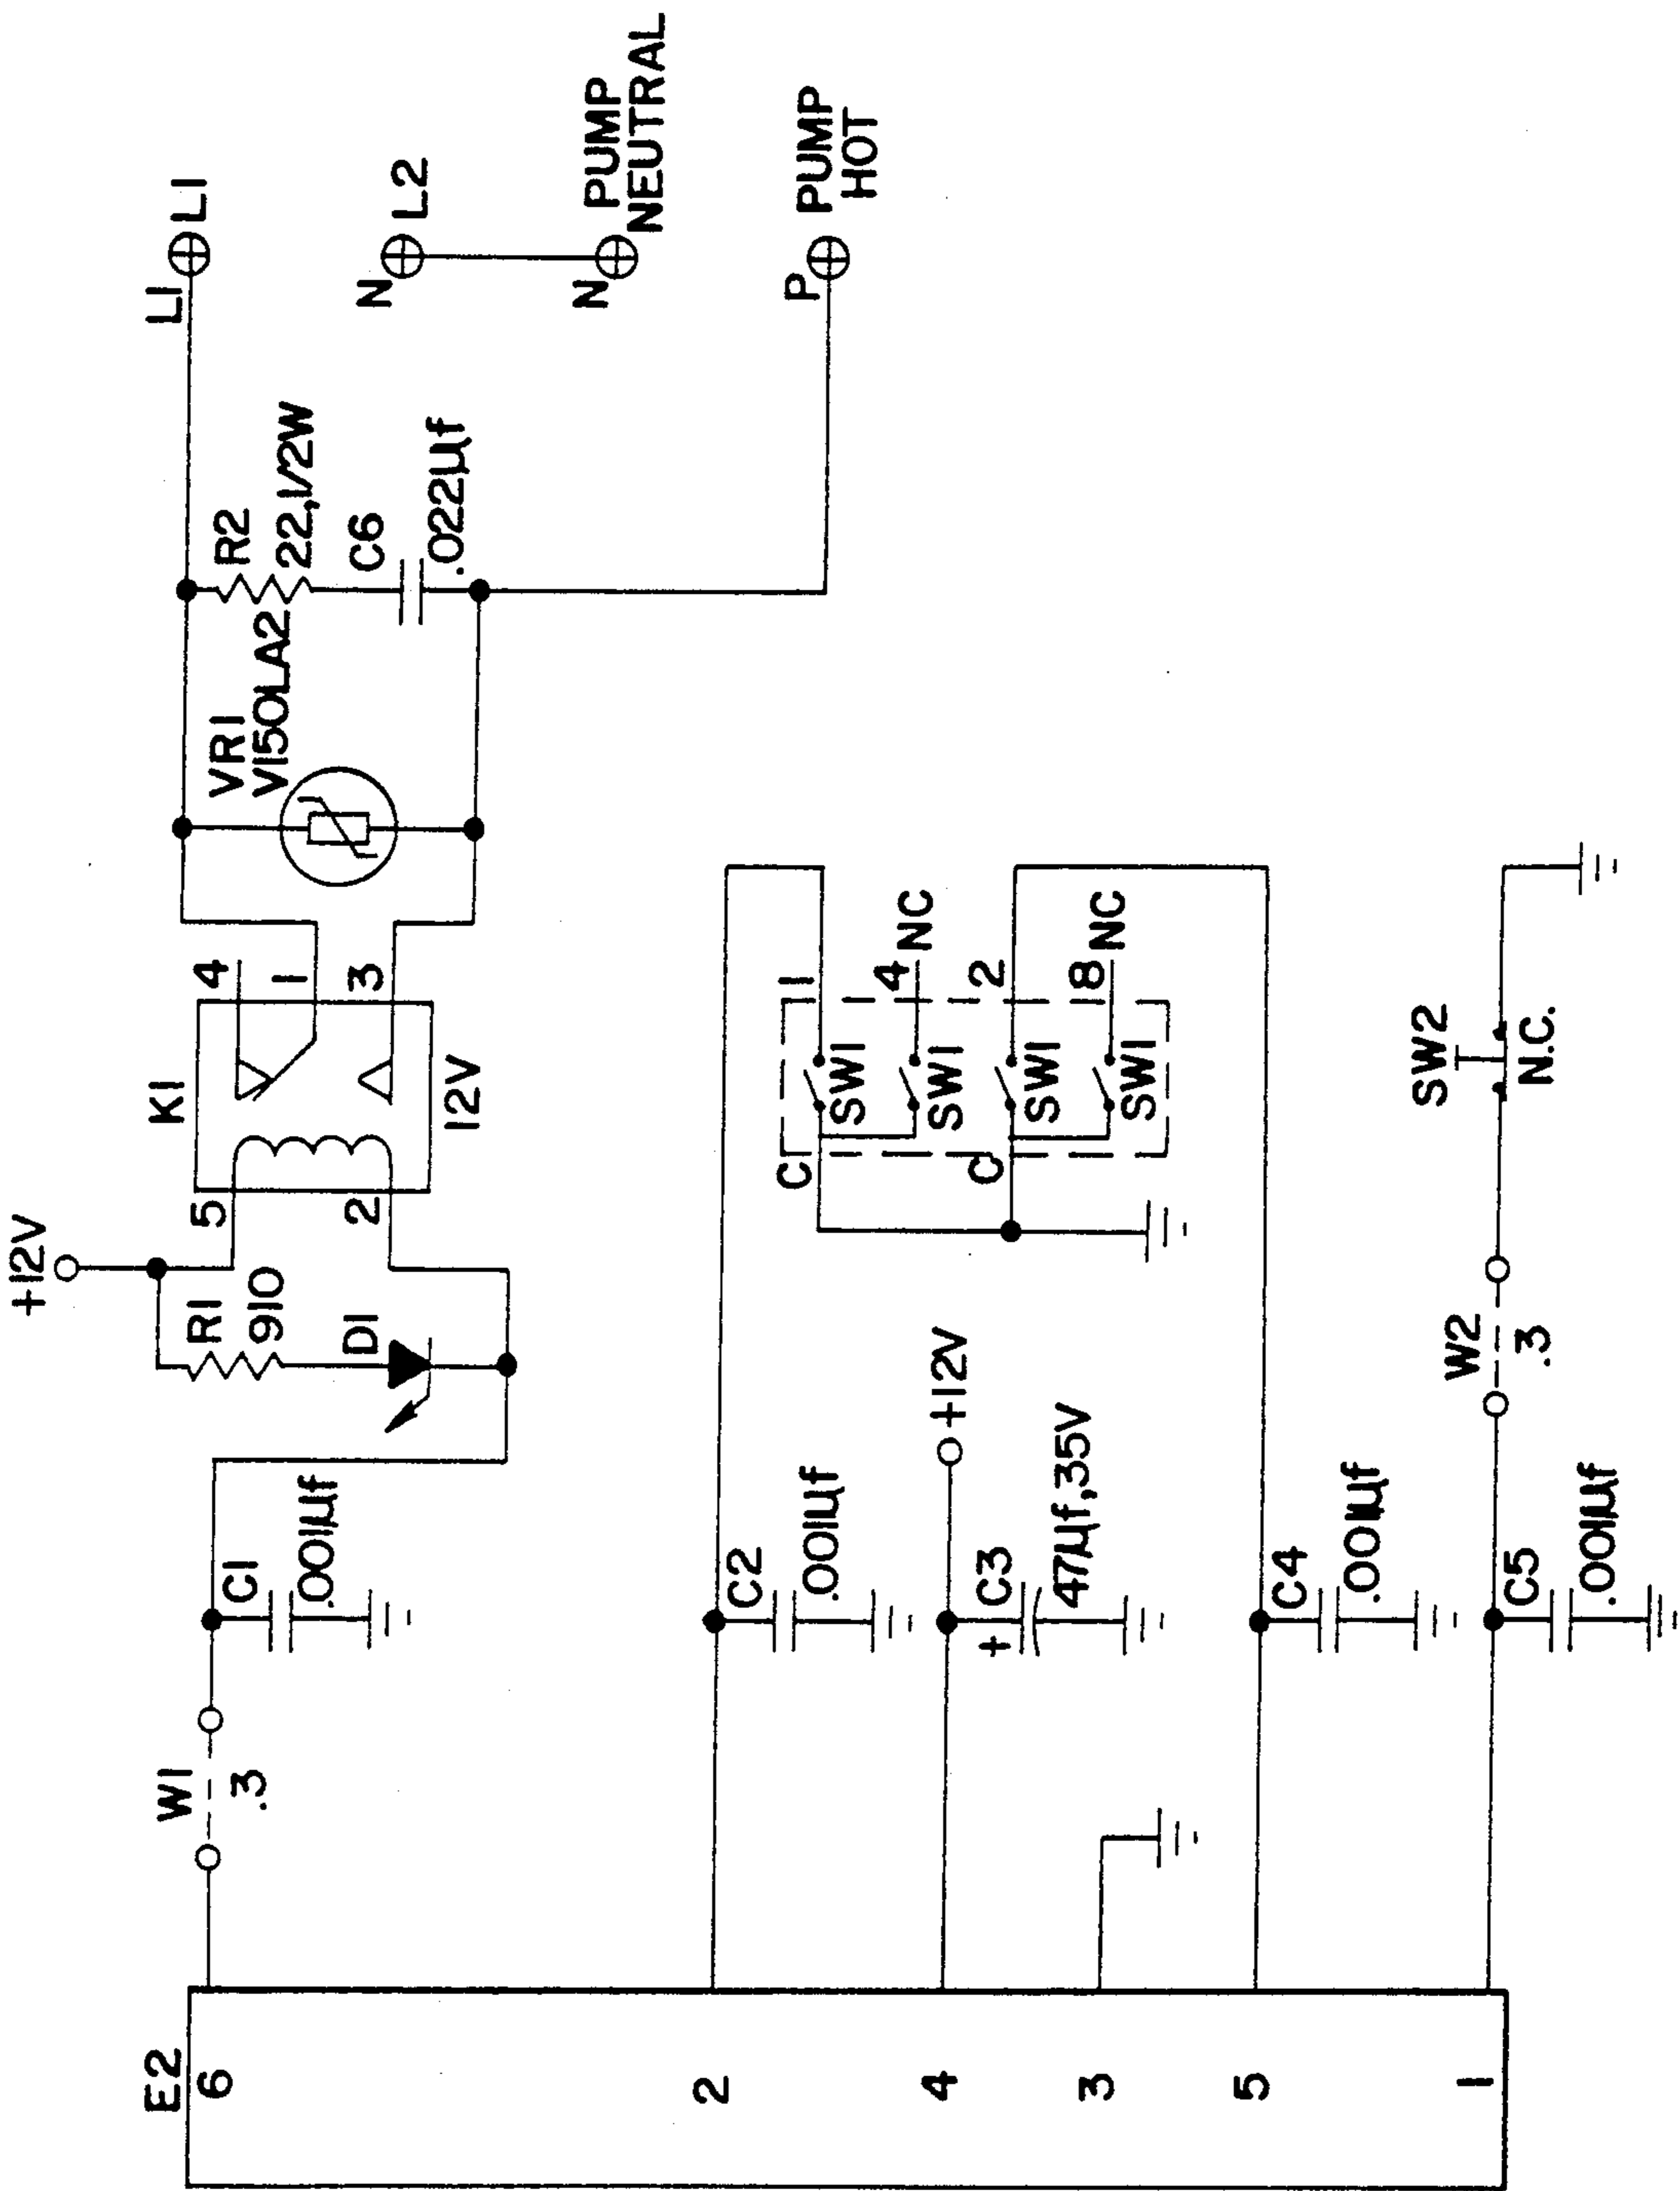 +12V
K1
5
2
4
1
3
12V
R1
910
D1
C1
.001µf
W1
.3
VR1
V150LA2
R2
22,1/2W
C6
.022µf
L1
L1
N
L2
N
PUMP
NEUTRAL
P
PUMP
HOT
E2
6
2
4
3
5
1
C2
.001µf
C3
+
47µf,35V
+12V
C4
.001µf
C5
.001µf
C
C
SW1
SW1
SW1
SW1
1
4
NC
2
8
NC
W2
.3
SW2
N.C.